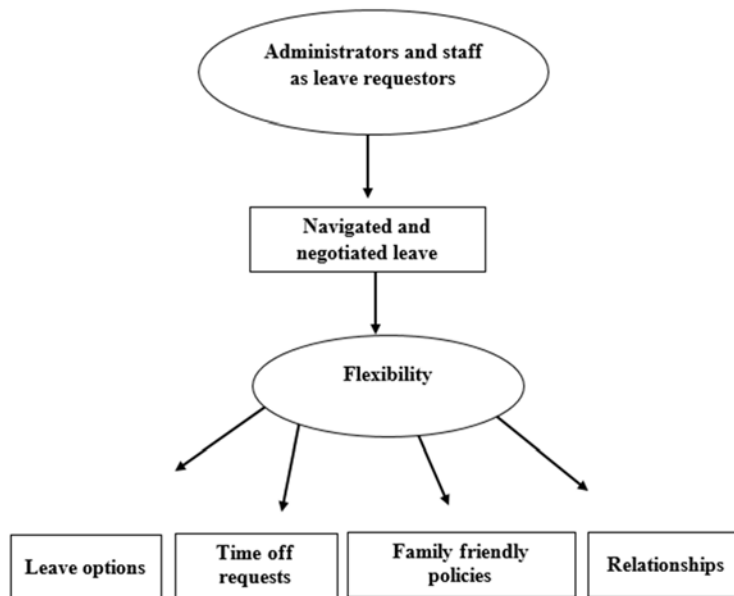 Administrators and staff
as leave requestors
Navigated and
negotiated leave
Flexibility
Leave options
Time off
requests
Family friendly
policies
Relationships